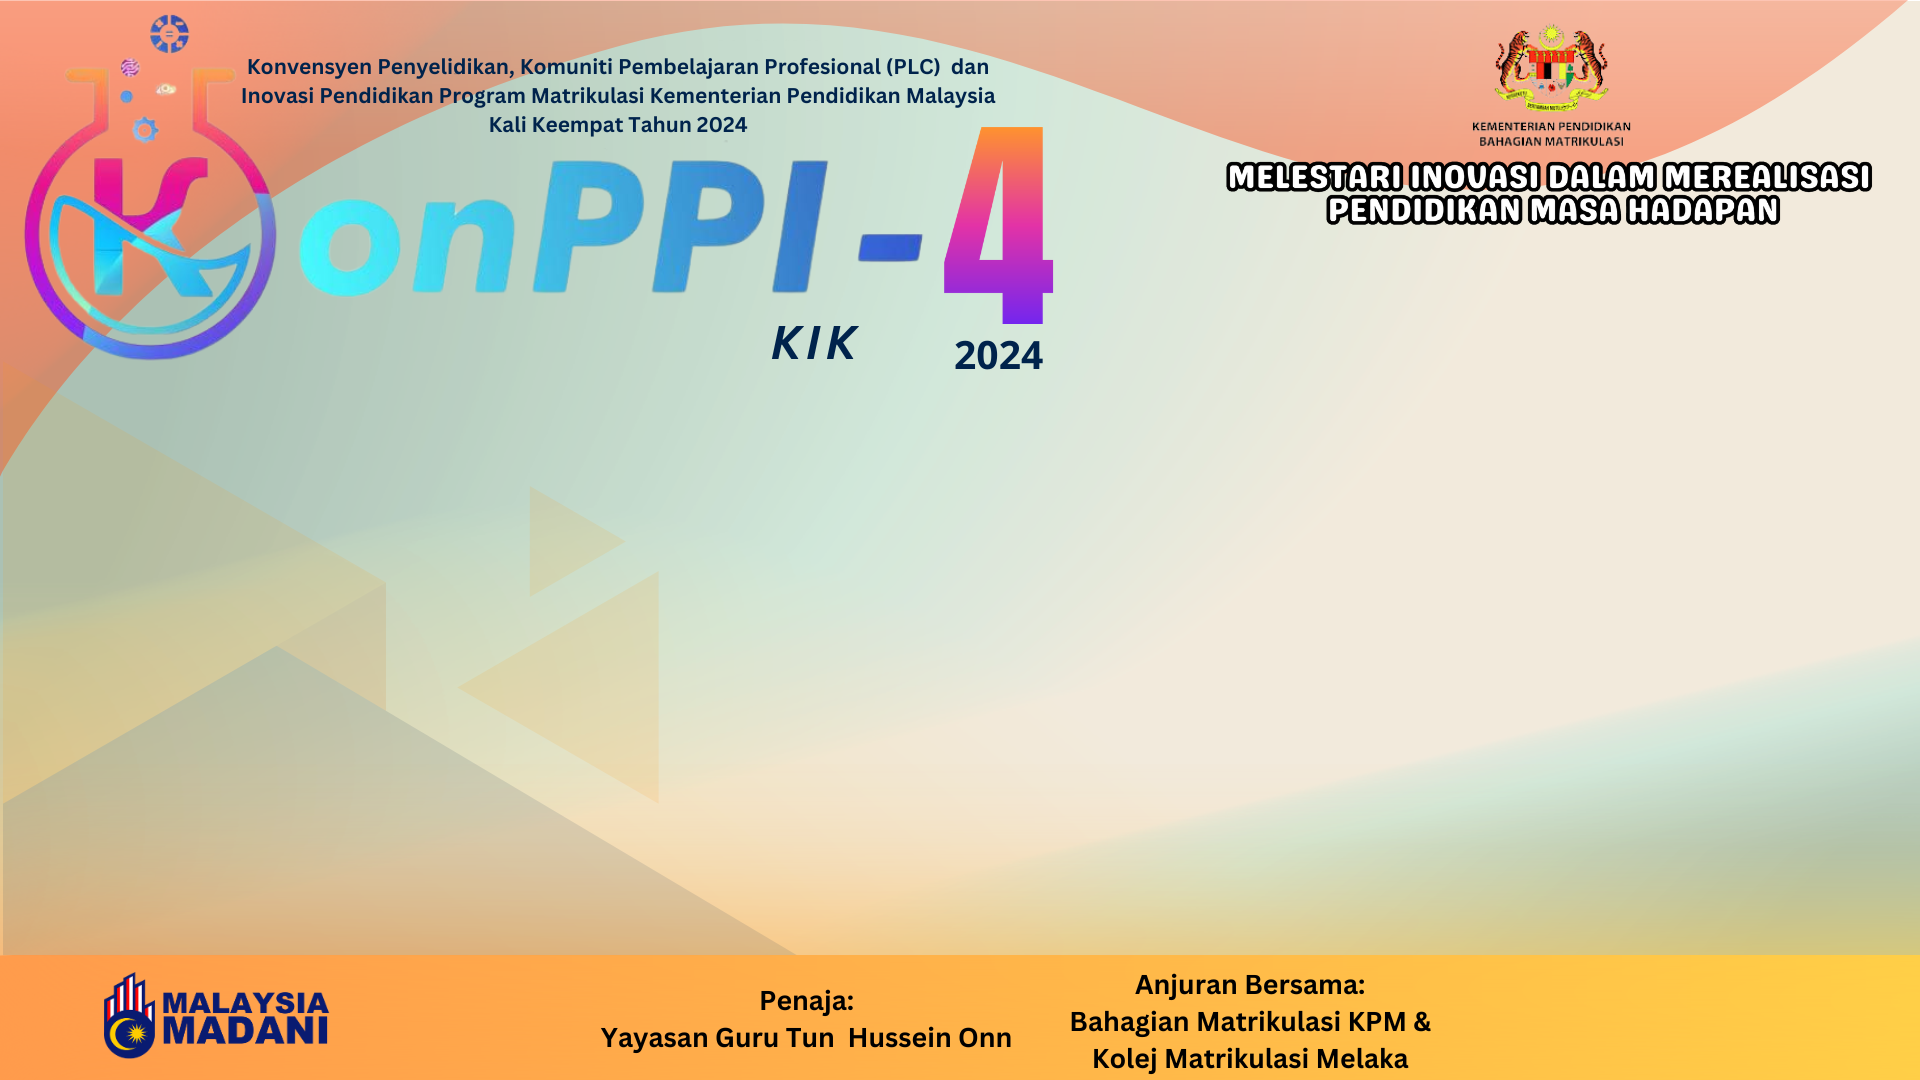 Konvensyen Penyelidikan, Komuniti Pembelajaran Profesional (PLC) dan
Inovasi Pendidikan Program Matrikulasi Kementerian Pendidikan Malaysia
Kali Keempat Tahun 2024
KonPPI-4
KIK
2024
KEMENTERIAN PENDIDIKAN
BAHAGIAN MATRIKULASI
MELESTARI INOVASI DALAM MEREALISASI
PENDIDIKAN MASA HADAPAN
MALAYSIA
MADANI
Penaja:
Yayasan Guru Tun Hussein Onn
Anjuran Bersama:
Bahagian Matrikulasi KPM &
Kolej Matrikulasi Melaka